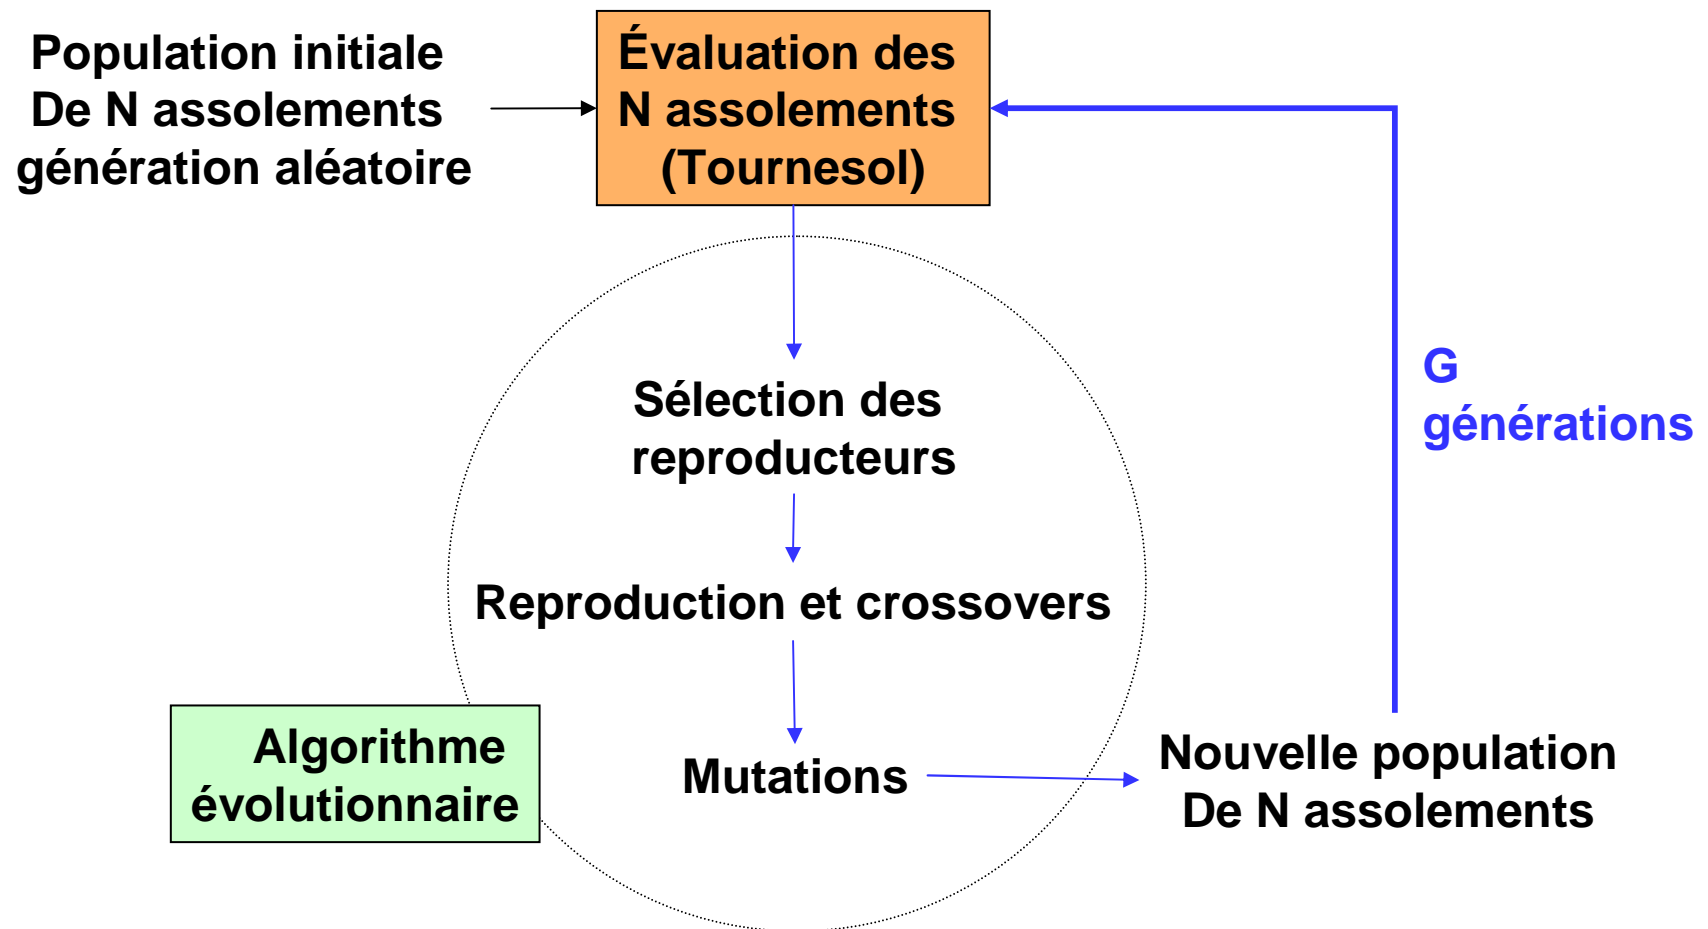 Population initiale
De N assolements
génération aléatoire
Évaluation des
N assolements
(Tournesol)
Sélection des
reproducteurs
Reproduction et crossovers
Mutations
Algorithme
évolutionnaire
Nouvelle population
De N assolements
G
générations